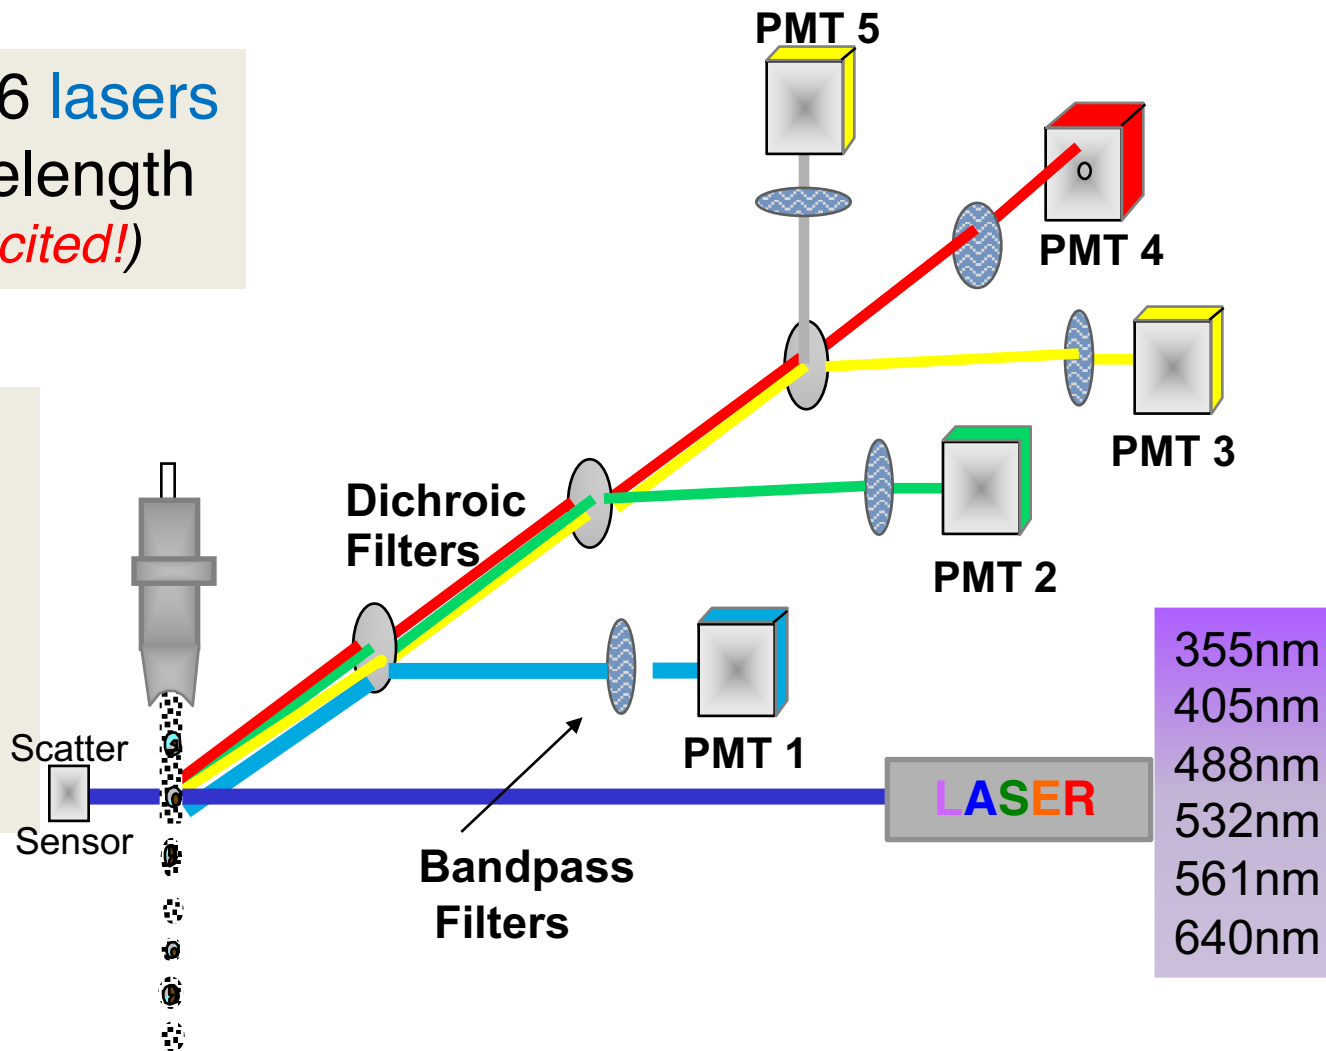 PMT 5
6 lasers
elength
cited!)
PMT 4
PMT 3
Dichroic
Filters
PMT 2
PMT 1
Scatter
Sensor
LASER
Bandpass
Filters
355nm
405nm
488nm
532nm
561nm
640nm